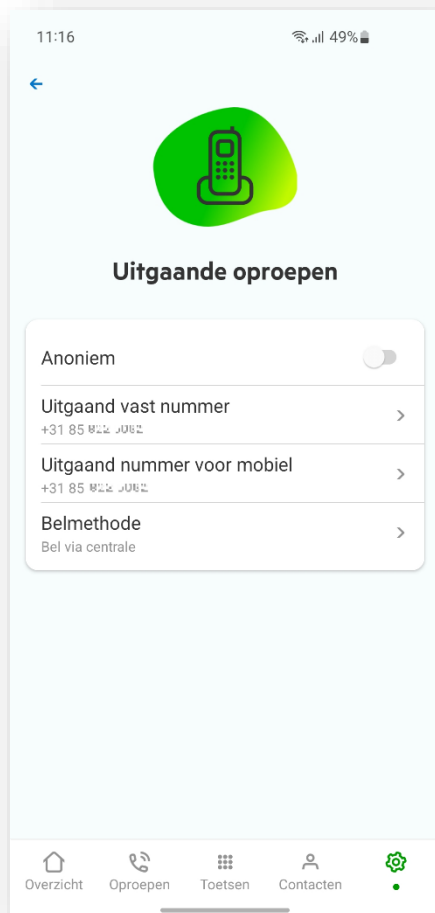 11:16
49%
Uitgaande oproepen
Anoniem
Uitgaand vast nummer
+31 85
Uitgaand nummer voor mobiel
+31 85
Belmethode
Bel via centrale
Overzicht Oproepen Toetsen Contacten